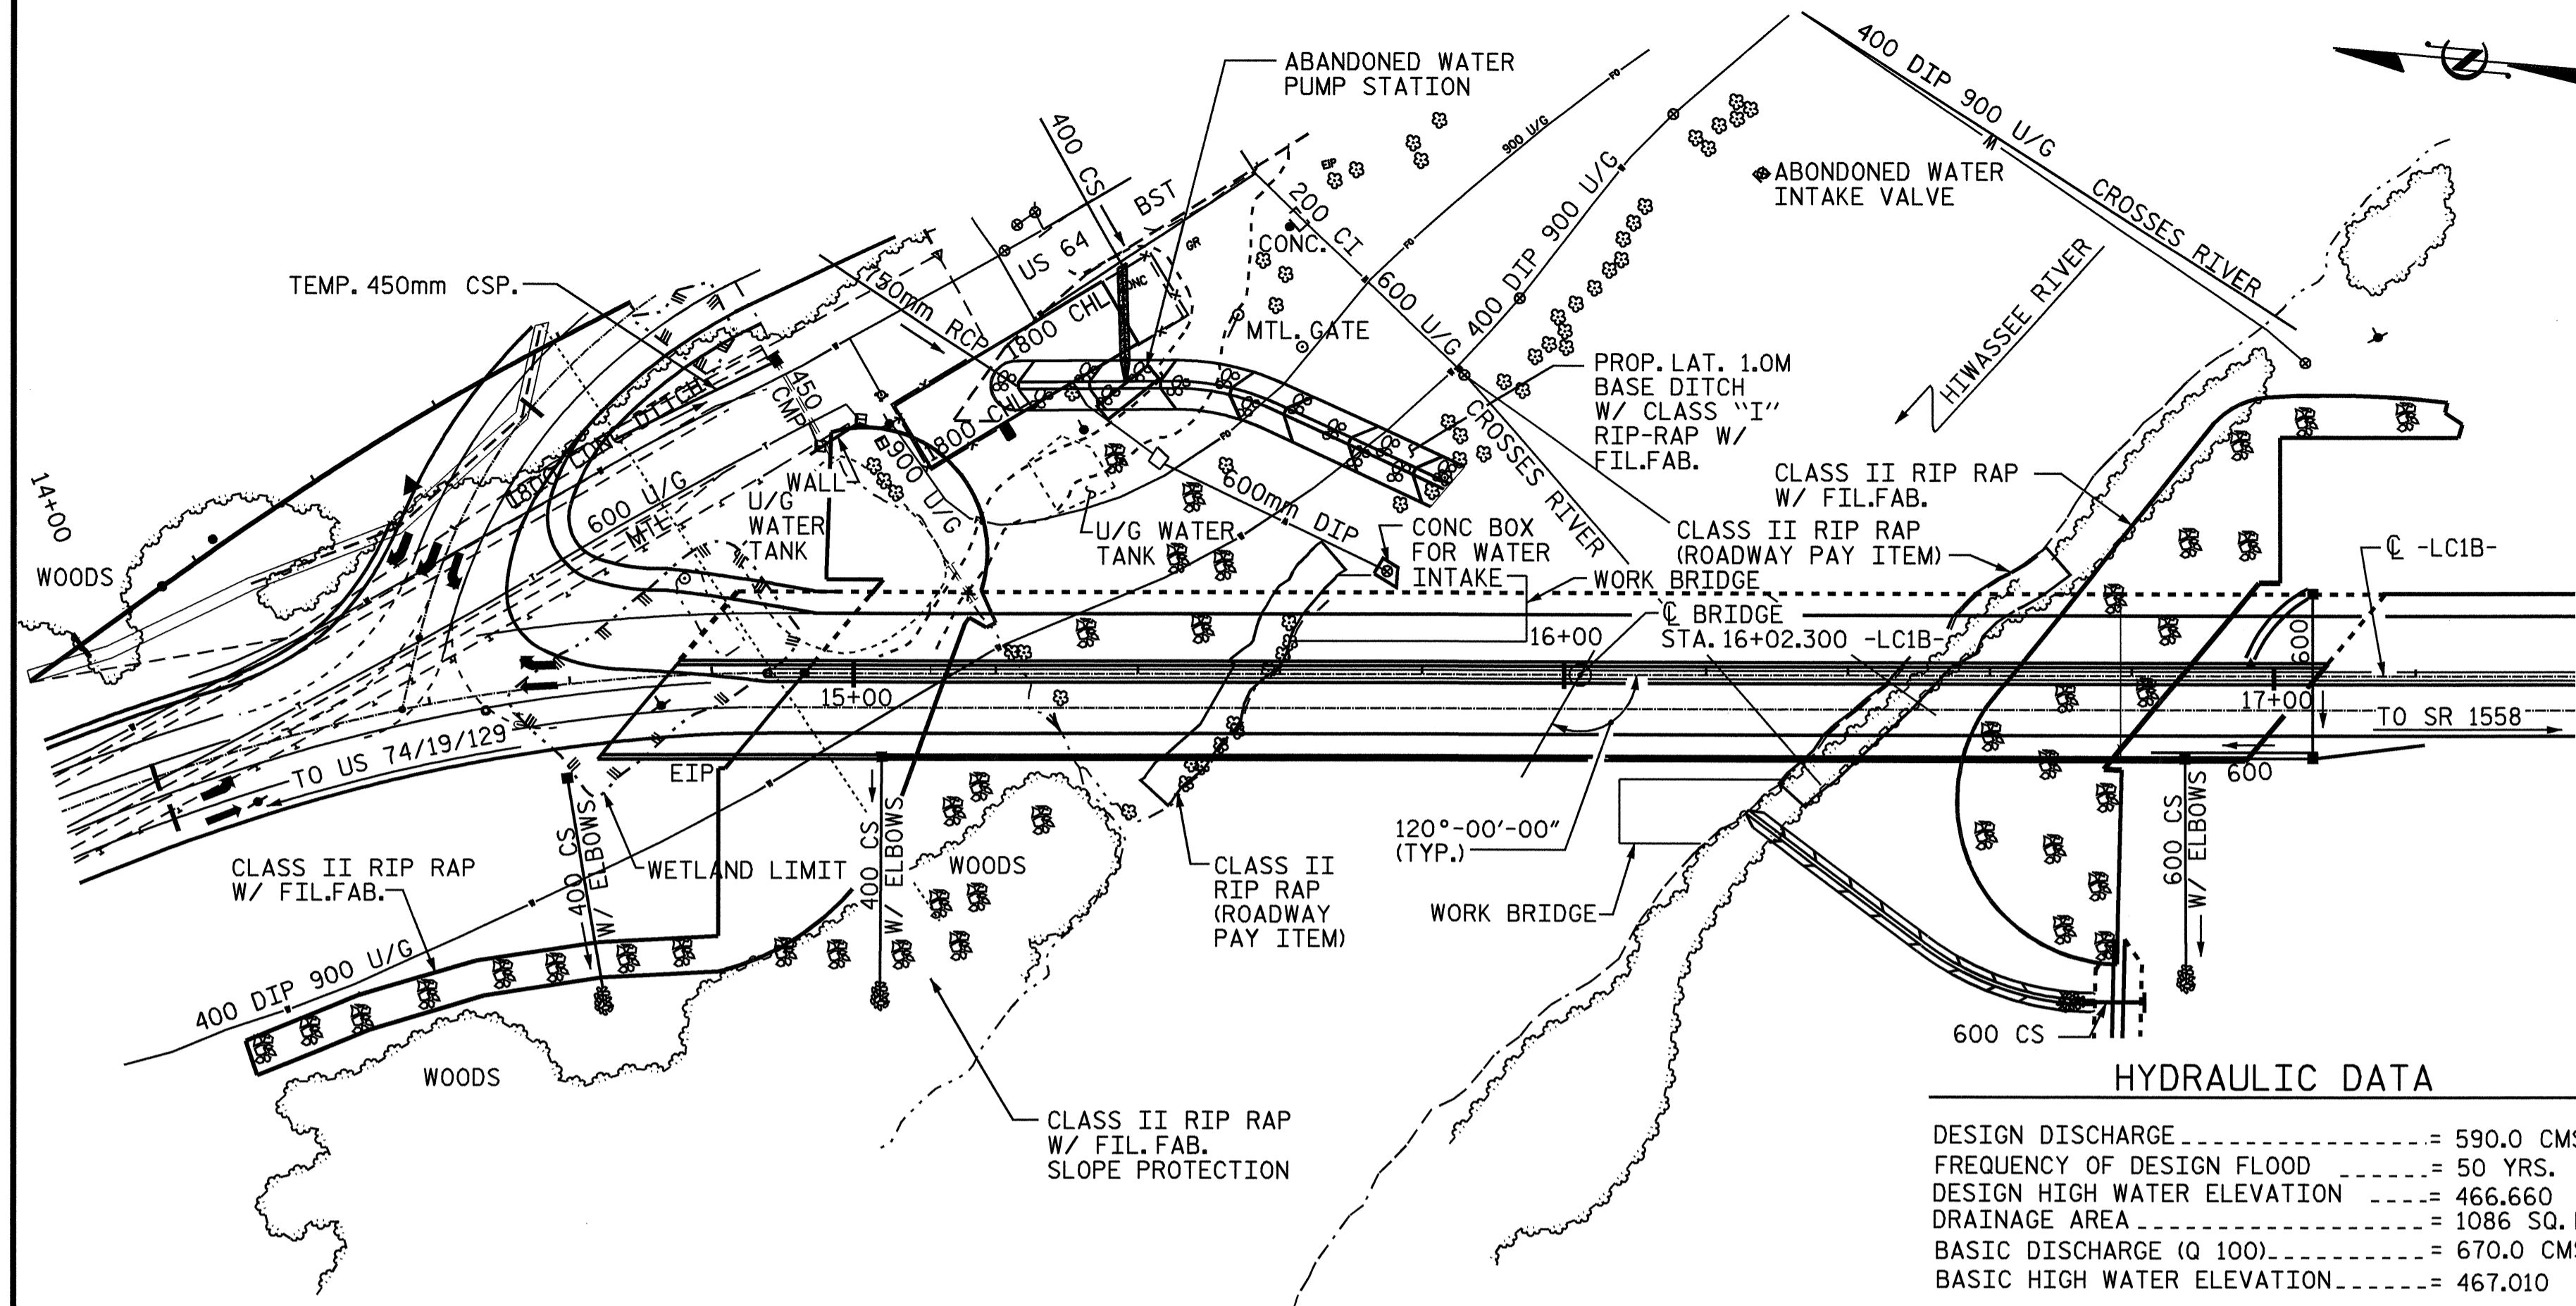 ABANDONED WATER
PUMP STATION
400 CS
BST
US 64
GR
CONC.
200 CI
EIP
900 U/G
FO
FO
FO
400 DIP 900 U/G
W
CROSSES RIVER
ABONDONED WATER
INTAKE VALVE
400 DIP 900 U/G
600 U/G
CROSSES RIVER
HIWASSEE RIVER
TEMP. 450mm CSP.
750mm RCP
1800 CHL
1800 CHL
MTL. GATE
PROP. LAT. 1.0M
BASE DITCH
W/ CLASS "I"
RIP-RAP W/
FIL.FAB.
450
CMP
CONC DITCH
600 U/G
MTL
WALL
U/G
WATER
TANK
900 U/G
U/G WATER
TANK
600mm DIP
CONC BOX
FOR WATER
INTAKE
WORK BRIDGE
CLASS II RIP RAP
W/ FIL.FAB.
CLASS II RIP RAP
(ROADWAY PAY ITEM)
℄ -LC1B-
14+00
WOODS
℄ BRIDGE
STA. 16+02.300 -LC1B-
16+00
15+00
17+00
600
TO SR 1558
600
TO US 74/19/129
EIP
400 CS
W/ ELBOWS
400 CS
W/ ELBOWS
600 CS
W/ ELBOWS
WETLAND LIMIT
WOODS
CLASS II RIP RAP
W/ FIL.FAB.
CLASS II
RIP RAP
(ROADWAY
PAY ITEM)
120°-00'-00"
(TYP.)
WORK BRIDGE
400 DIP 900 U/G
WOODS
600 CS
CLASS II RIP RAP
W/ FIL.FAB.
SLOPE PROTECTION
HYDRAULIC DATA
DESIGN DISCHARGE = 590.0 CMS
FREQUENCY OF DESIGN FLOOD = 50 YRS.
DESIGN HIGH WATER ELEVATION = 466.660
DRAINAGE AREA = 1086 SQ.
BASIC DISCHARGE (Q 100) = 670.0 CMS
BASIC HIGH WATER ELEVATION = 467.010